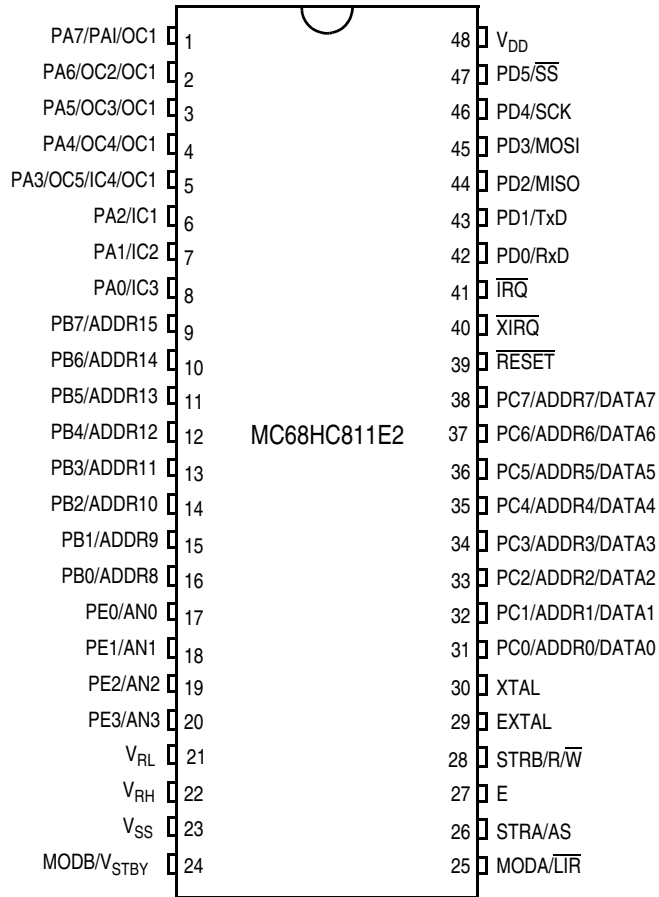 PA7/PAI/OC1 1 48 VDD
PA6/OC2/OC1 2 47 PD5/S̅S̅
PA5/OC3/OC1 3 46 PD4/SCK
PA4/OC4/OC1 4 45 PD3/MOSI
PA3/OC5/IC4/OC1 5 44 PD2/MISO
PA2/IC1 6 43 PD1/TxD
PA1/IC2 7 42 PD0/RxD
PA0/IC3 8 41 I̅R̅Q̅
PB7/ADDR15 9 40 X̅I̅R̅Q̅
PB6/ADDR14 10 39 R̅E̅S̅E̅T̅
PB5/ADDR13 11 38 PC7/ADDR7/DATA7
PB4/ADDR12 12 MC68HC811E2 37 PC6/ADDR6/DATA6
PB3/ADDR11 13 36 PC5/ADDR5/DATA5
PB2/ADDR10 14 35 PC4/ADDR4/DATA4
PB1/ADDR9 15 34 PC3/ADDR3/DATA3
PB0/ADDR8 16 33 PC2/ADDR2/DATA2
PE0/AN0 17 32 PC1/ADDR1/DATA1
PE1/AN1 18 31 PC0/ADDR0/DATA0
PE2/AN2 19 30 XTAL
PE3/AN3 20 29 EXTAL
VRL 21 28 STRB/R/W̅
VRH 22 27 E
VSS 23 26 STRA/AS
MODB/VSTBY 24 25 MODA/L̅I̅R̅